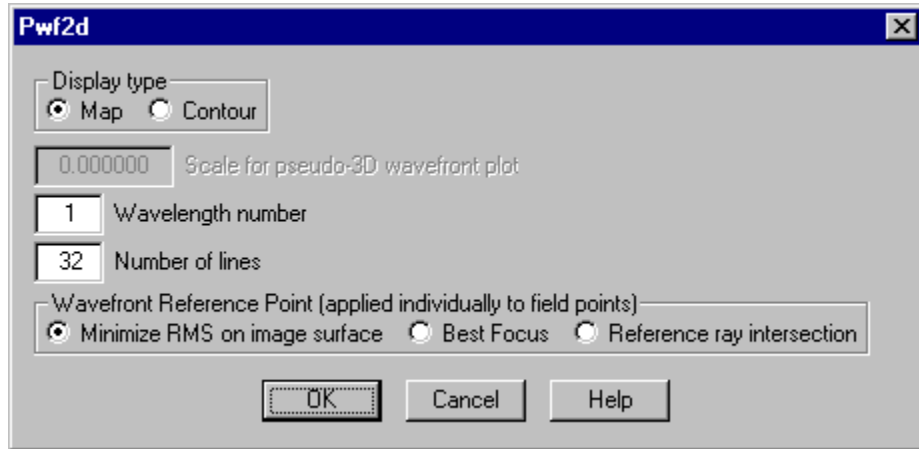 Pwf2d
Display type
Map Contour
0.000000 Scale for pseudo-3D wavefront plot
1 Wavelength number
32 Number of lines
Wavefront Reference Point (applied individually to field points)
Minimize RMS on image surface Best Focus Reference ray intersection
OK Cancel Help